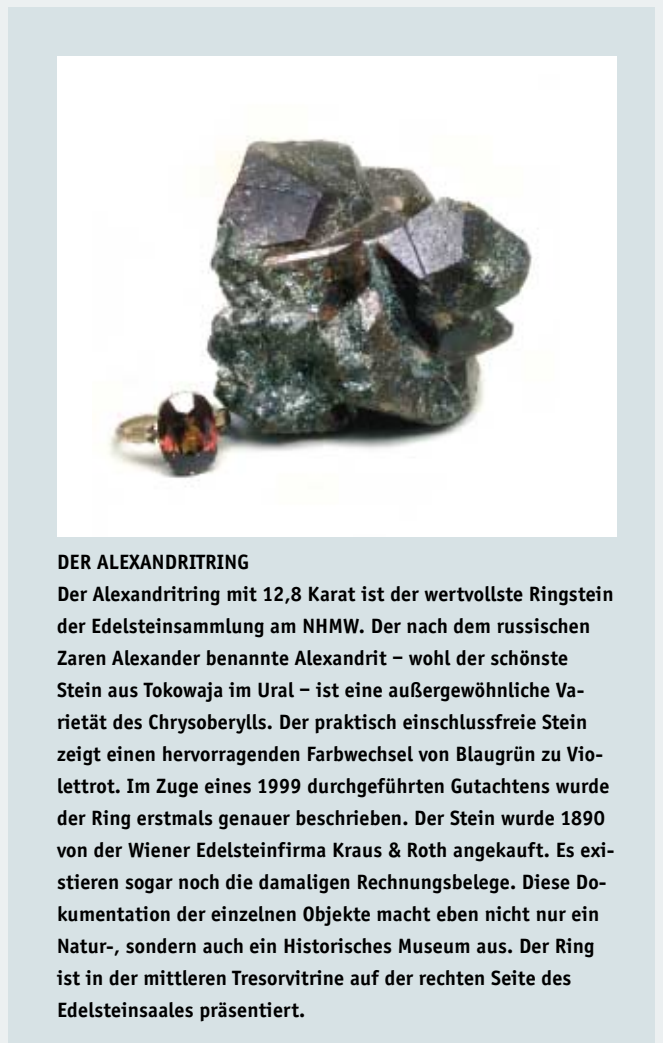 DER ALEXANDRITRING
Der Alexandritring mit 12,8 Karat ist der wertvollste Ringstein
der Edelsteinsammlung am NHMW. Der nach dem russischen
Zaren Alexander benannte Alexandrit – wohl der schönste
Stein aus Tokowaja im Ural – ist eine außergewöhnliche Va-
rietät des Chrysoberylls. Der praktisch einschlussfreie Stein
zeigt einen hervorragenden Farbwechsel von Blaugrün zu Vio-
lettrot. Im Zuge eines 1999 durchgeführten Gutachtens wurde
der Ring erstmals genauer beschrieben. Der Stein wurde 1890
von der Wiener Edelsteinfirma Kraus & Roth angekauft. Es exi-
stieren sogar noch die damaligen Rechnungsbelege. Diese Do-
kumentation der einzelnen Objekte macht eben nicht nur ein
Natur-, sondern auch ein Historisches Museum aus. Der Ring
ist in der mittleren Tresorvitrine auf der rechten Seite des
Edelsteinsaales präsentiert.